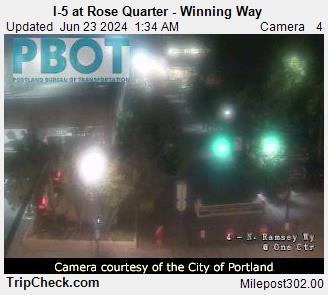 I-5 at Rose Quarter - Winning Way
Updated Jun 23 2024 1:34 AM Camera 4
PBOT
PORTLAND BUREAU OF TRANSPORTATION
4 - N. Ramsey Wy
@ One Ctr
Camera courtesy of the City of Portland
TripCheck.com Milepost302.00